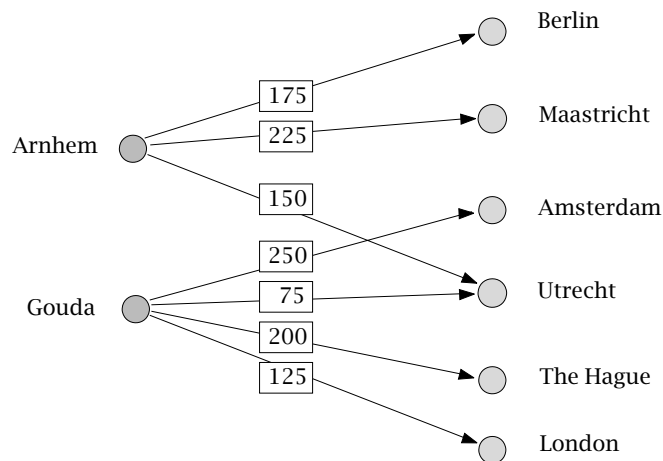 Berlin
175
Maastricht
Arnhem
225
150
Amsterdam
250
Utrecht
75
Gouda
200
The Hague
125
London